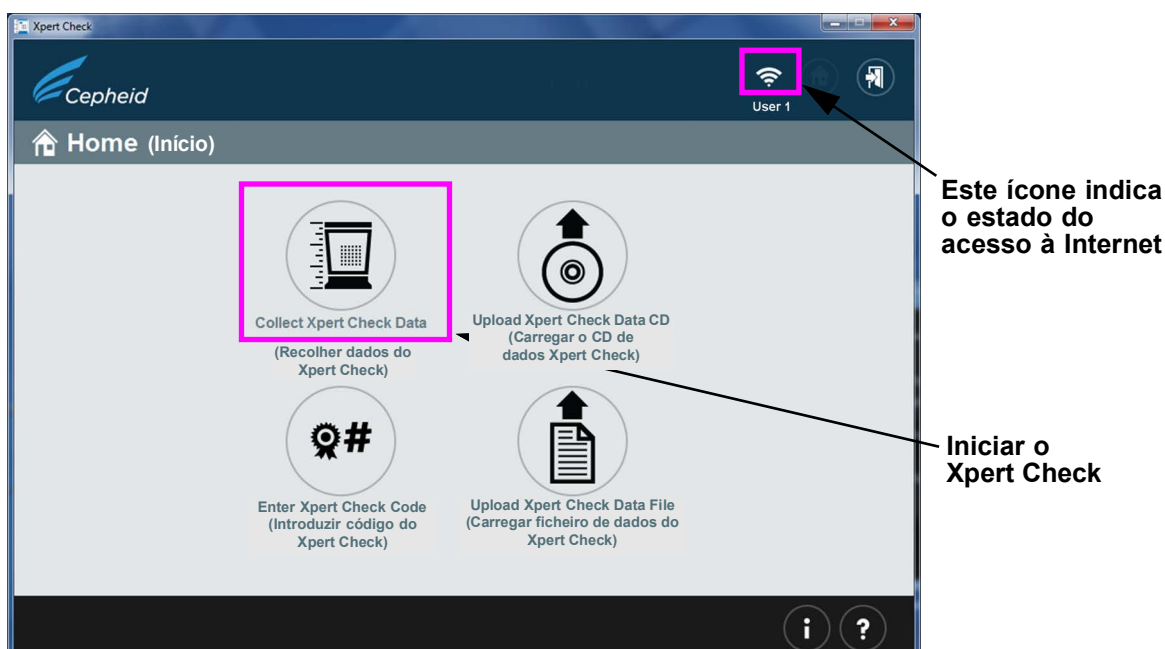 Xpert Check
Cepheid
User 1
Home (Início)
Este ícone indica
o estado do
acesso à Internet
Collect Xpert Check Data
(Recolher dados do
Xpert Check)
Upload Xpert Check Data CD
(Carregar o CD de
dados Xpert Check)
Iniciar o
Xpert Check
#
Enter Xpert Check Code
(Introduzir código do
Xpert Check)
Upload Xpert Check Data File
(Carregar ficheiro de dados do
Xpert Check)
i
?